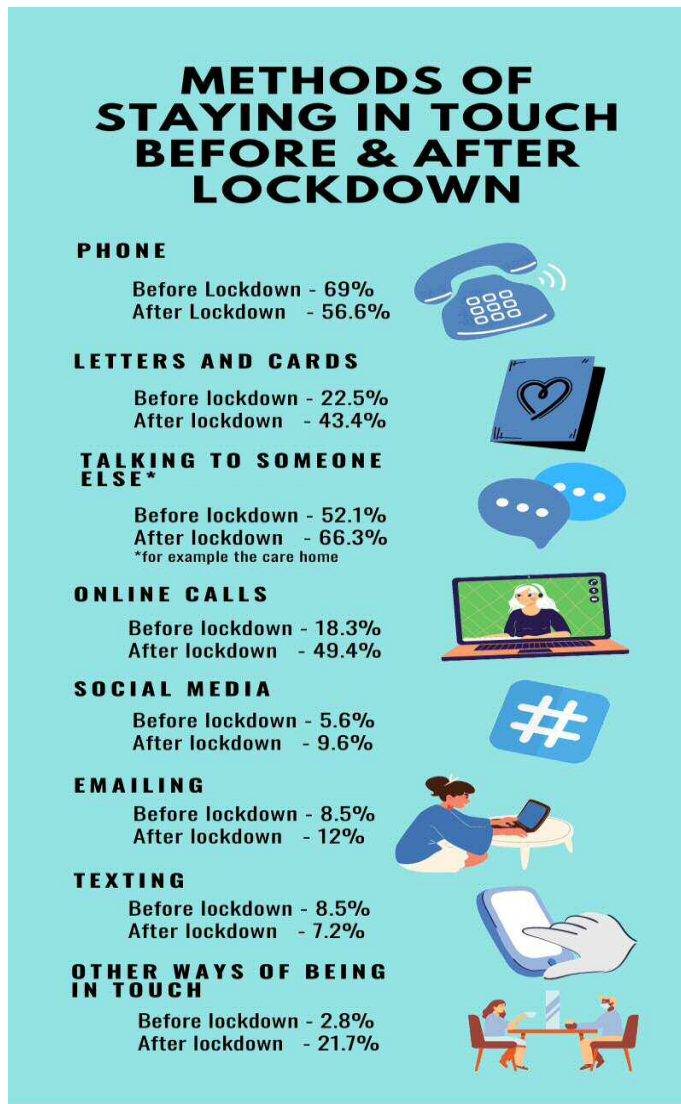 METHODS OF
STAYING IN TOUCH
BEFORE & AFTER
LOCKDOWN
PHONE
Before Lockdown - 69%
After Lockdown - 56.6%
LETTERS AND CARDS
Before lockdown - 22.5%
After lockdown - 43.4%
TALKING TO SOMEONE
ELSE*
Before lockdown - 52.1%
After lockdown - 66.3%
*for example the care home
ONLINE CALLS
Before lockdown - 18.3%
After lockdown - 49.4%
SOCIAL MEDIA
Before lockdown - 5.6%
After lockdown - 9.6%
#
EMAILING
Before lockdown - 8.5%
After lockdown - 12%
TEXTING
Before lockdown - 8.5%
After lockdown - 7.2%
OTHER WAYS OF BEING
IN TOUCH
Before lockdown - 2.8%
After lockdown - 21.7%